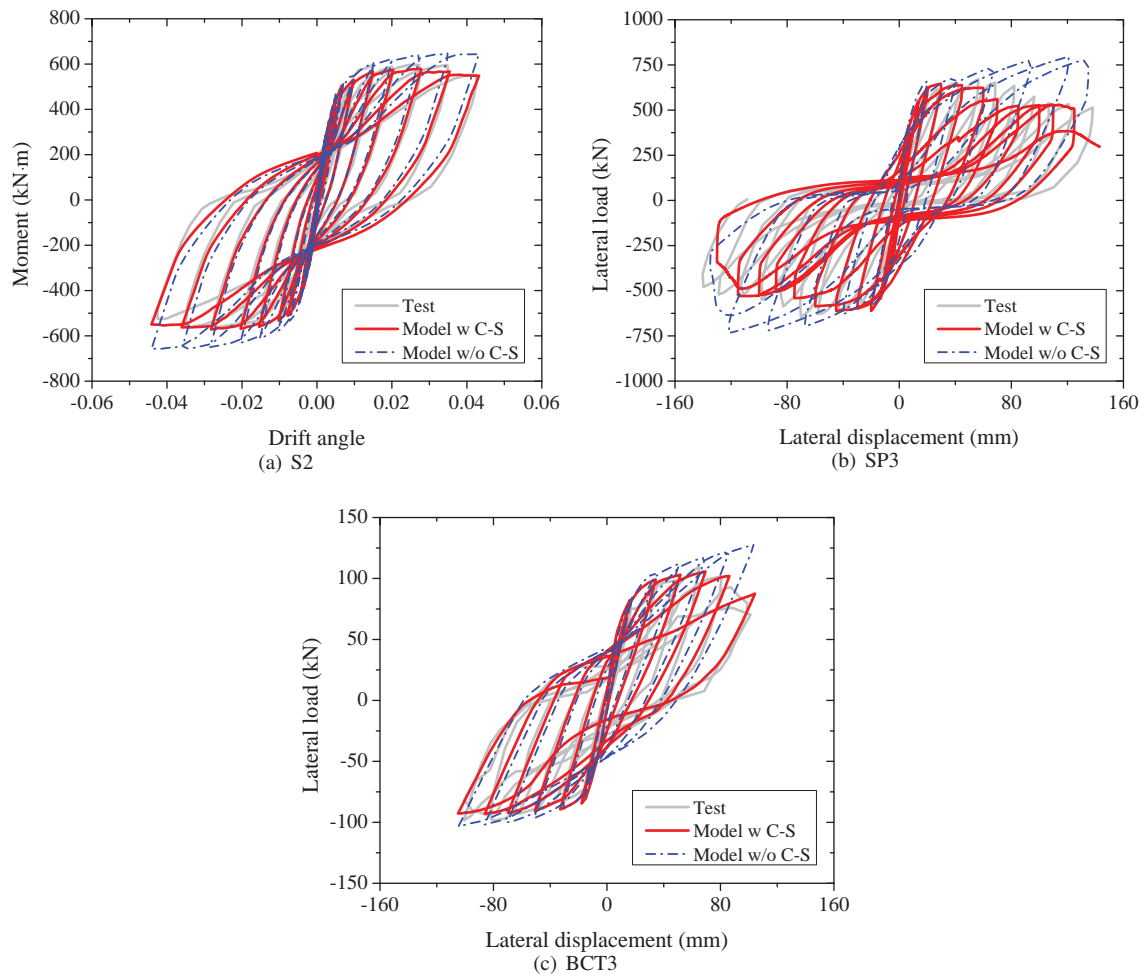 800
600
400
200
0
-200
-400
-600
-800
Moment (kN·m)
-0.06 -0.04 -0.02 0.00 0.02 0.04 0.06
Drift angle
Test
Model w C-S
Model w/o C-S
(a) S2
1000
750
500
250
0
-250
-500
-750
-1000
Lateral load (kN)
-160 -80 0 80 160
Lateral displacement (mm)
Test
Model w C-S
Model w/o C-S
(b) SP3
150
100
50
0
-50
-100
-150
Lateral load (kN)
-160 -80 0 80 160
Lateral displacement (mm)
Test
Model w C-S
Model w/o C-S
(c) BCT3